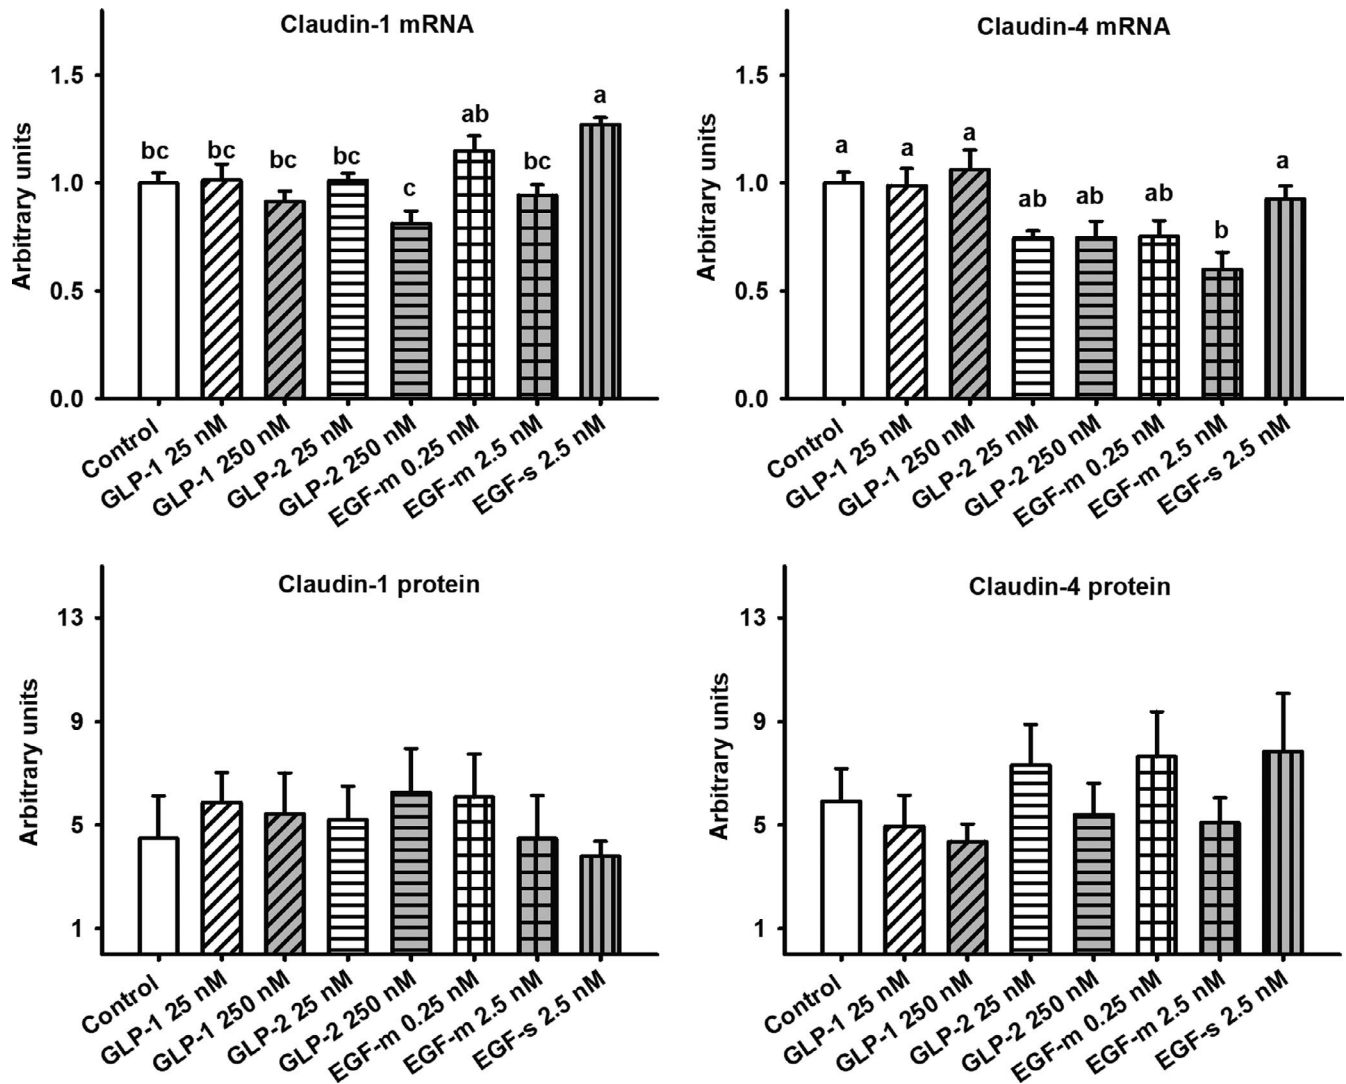 Claudin-1 mRNA
Arbitrary units
1.5
1.0
0.5
0.0
bc
bc
bc
bc
c
ab
bc
a
Control
GLP-1 25 nM
GLP-1 250 nM
GLP-2 25 nM
GLP-2 250 nM
EGF-m 0.25 nM
EGF-m 2.5 nM
EGF-s 2.5 nM
Claudin-4 mRNA
Arbitrary units
1.5
1.0
0.5
0.0
a
a
a
ab
ab
ab
b
a
Control
GLP-1 25 nM
GLP-1 250 nM
GLP-2 25 nM
GLP-2 250 nM
EGF-m 0.25 nM
EGF-m 2.5 nM
EGF-s 2.5 nM
Claudin-1 protein
Arbitrary units
13
9
5
1
Control
GLP-1 25 nM
GLP-1 250 nM
GLP-2 25 nM
GLP-2 250 nM
EGF-m 0.25 nM
EGF-m 2.5 nM
EGF-s 2.5 nM
Claudin-4 protein
Arbitrary units
13
9
5
1
Control
GLP-1 25 nM
GLP-1 250 nM
GLP-2 25 nM
GLP-2 250 nM
EGF-m 0.25 nM
EGF-m 2.5 nM
EGF-s 2.5 nM